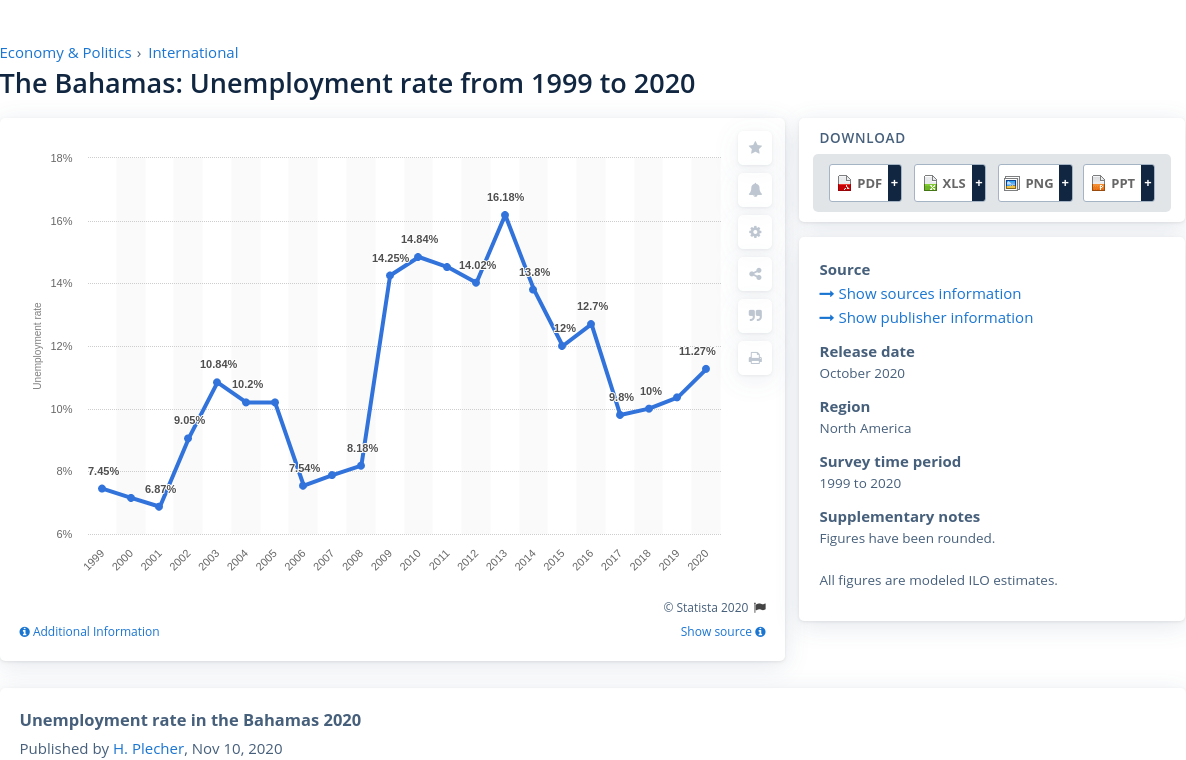 Economy & Politics › International
The Bahamas: Unemployment rate from 1999 to 2020
18%
16%
14%
12%
10%
8%
6%
Unemployment rate
7.45%
6.87%
9.05%
10.84%
10.2%
7.54%
8.18%
14.25%
14.84%
14.02%
16.18%
13.8%
12%
12.7%
9.8%
10%
11.27%
1999
2000
2001
2002
2003
2004
2005
2006
2007
2008
2009
2010
2011
2012
2013
2014
2015
2016
2017
2018
2019
2020
© Statista 2020
Additional Information
Show source
DOWNLOAD
PDF +
XLS +
PNG +
PPT +
Source
Show sources information
Show publisher information
Release date
October 2020
Region
North America
Survey time period
1999 to 2020
Supplementary notes
Figures have been rounded.
All figures are modeled ILO estimates.
Unemployment rate in the Bahamas 2020
Published by H. Plecher, Nov 10, 2020